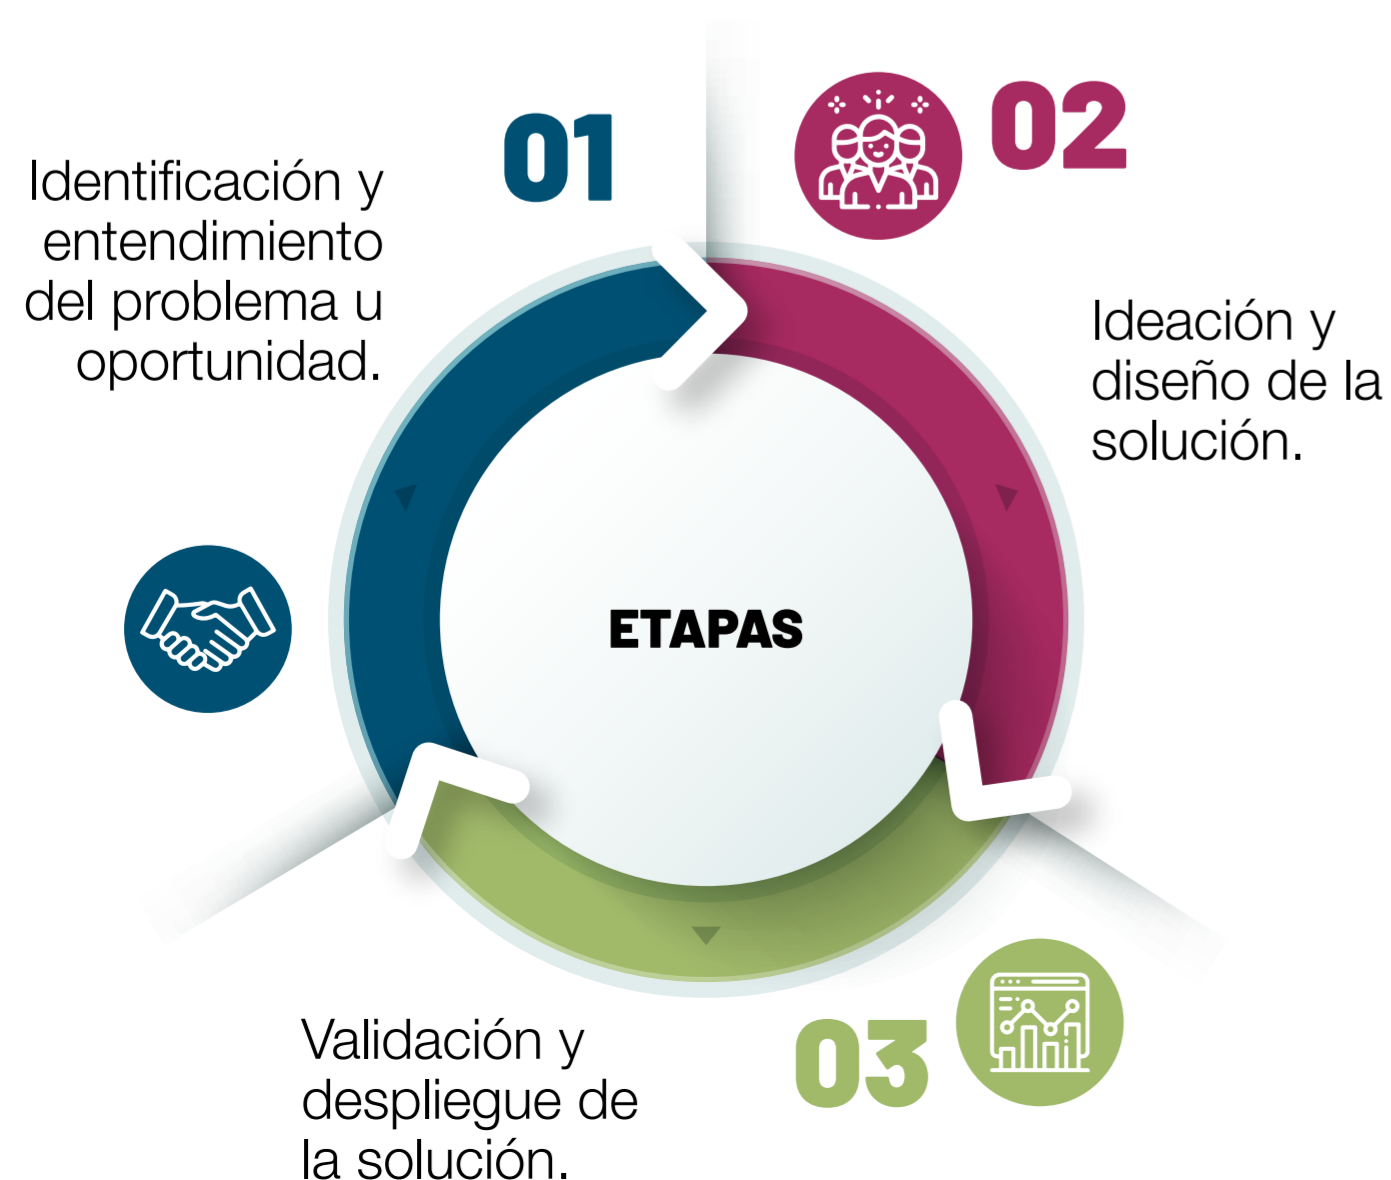 01
Identificación y
entendimiento
del problema u
oportunidad.
02
Ideación y
diseño de la
solución.
ETAPAS
03
Validación y
despliegue de
la solución.